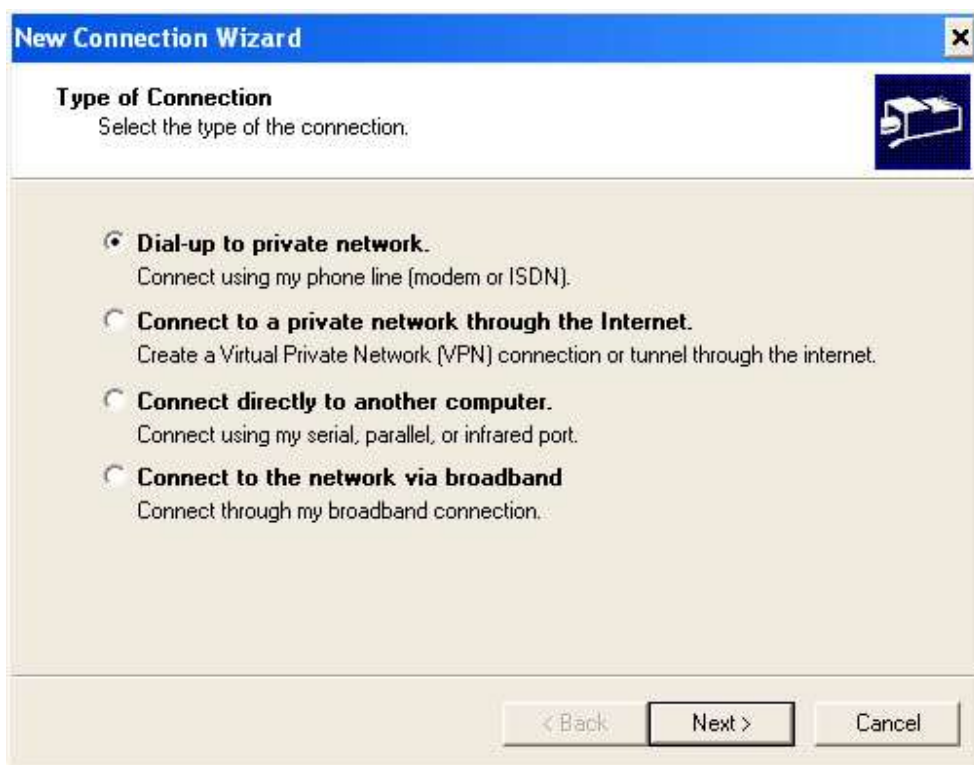 New Connection Wizard
Type of Connection
Select the type of the connection.
Dial-up to private network.
Connect using my phone line (modem or ISDN).
Connect to a private network through the Internet.
Create a Virtual Private Network (VPN) connection or tunnel through the internet.
Connect directly to another computer.
Connect using my serial, parallel, or infrared port.
Connect to the network via broadband
Connect through my broadband connection.
< Back Next > Cancel